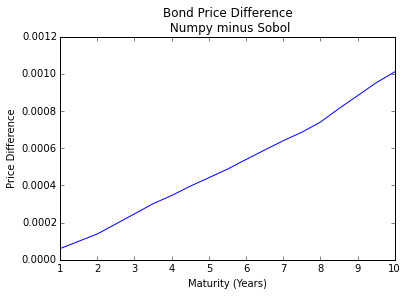 Bond Price Difference
Numpy minus Sobol
0.0012
0.0010
0.0008
0.0006
0.0004
0.0002
0.0000
Price Difference
1 2 3 4 5 6 7 8 9 10
Maturity (Years)